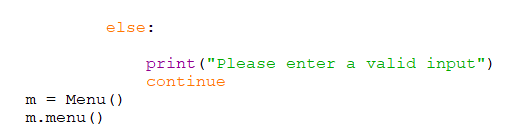 else:
print("Please enter a valid input")
continue
m = Menu()
m.menu()